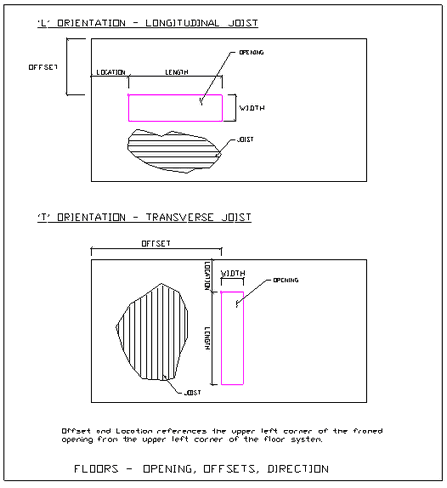 'L' ORIENTATION - LONGITUDINAL JOIST
OFFSET
LOCATION
LENGTH
OPENING
WIDTH
JOIST
'T' ORIENTATION - TRANSVERSE JOIST
OFFSET
LOCATION
WIDTH
OPENING
LENGTH
JOIST
Offset and Location references the upper left corner of the framed
opening from the upper left corner of the floor system.
FLOORS - OPENING, OFFSETS, DIRECTION